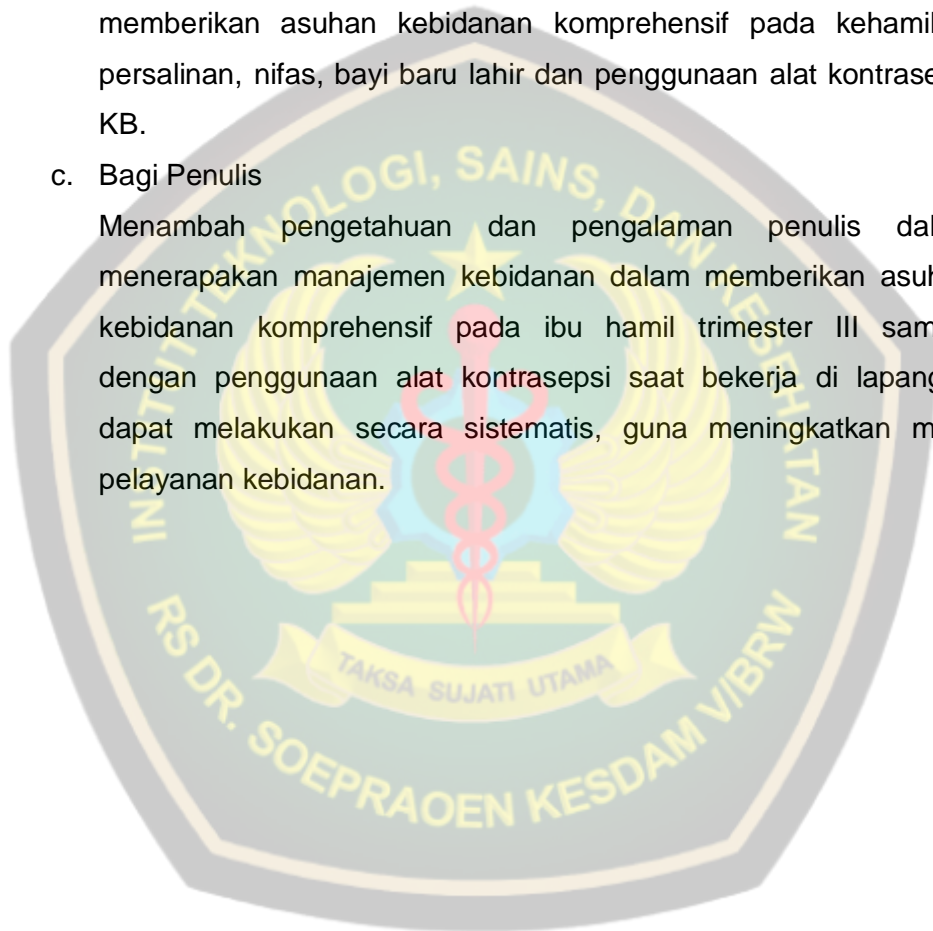 memberikan asuhan kebidanan komprehensif pada kehamil
persalinan, nifas, bayi baru lahir dan penggunaan alat kontrase
KB.
c. Bagi Penulis
Menambah pengetahuan dan pengalaman penulis dal
menerapakan manajemen kebidanan dalam memberikan asuh
kebidanan komprehensif pada ibu hamil trimester III sam
dengan penggunaan alat kontrasepsi saat bekerja di lapang
dapat melakukan secara sistematis, guna meningkatkan m
pelayanan kebidanan.
INSTITUT TEKNOLOGI, SAINS, DAN KESEHATAN
TAKSA SUJATI UTAMA
RS DR. SOEPRAOEN KESDAM V/BRW